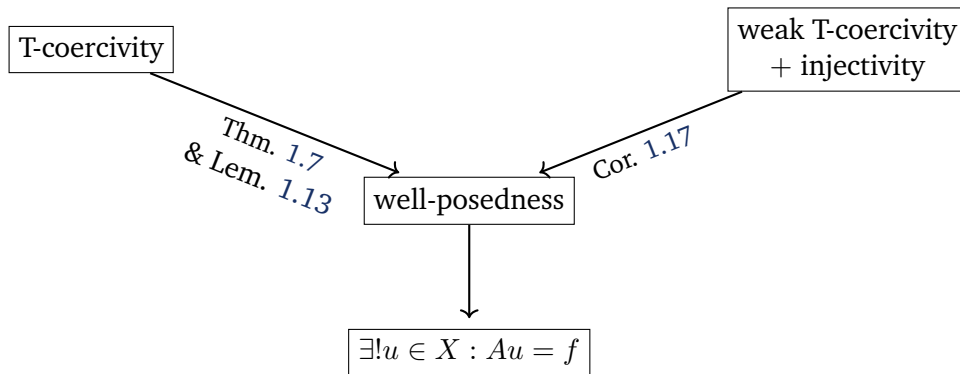 T-coercivity
weak T-coercivity
+ injectivity
Thm. 1.7
& Lem. 1.13
Cor. 1.17
well-posedness
∃!u ∈ X : Au = f